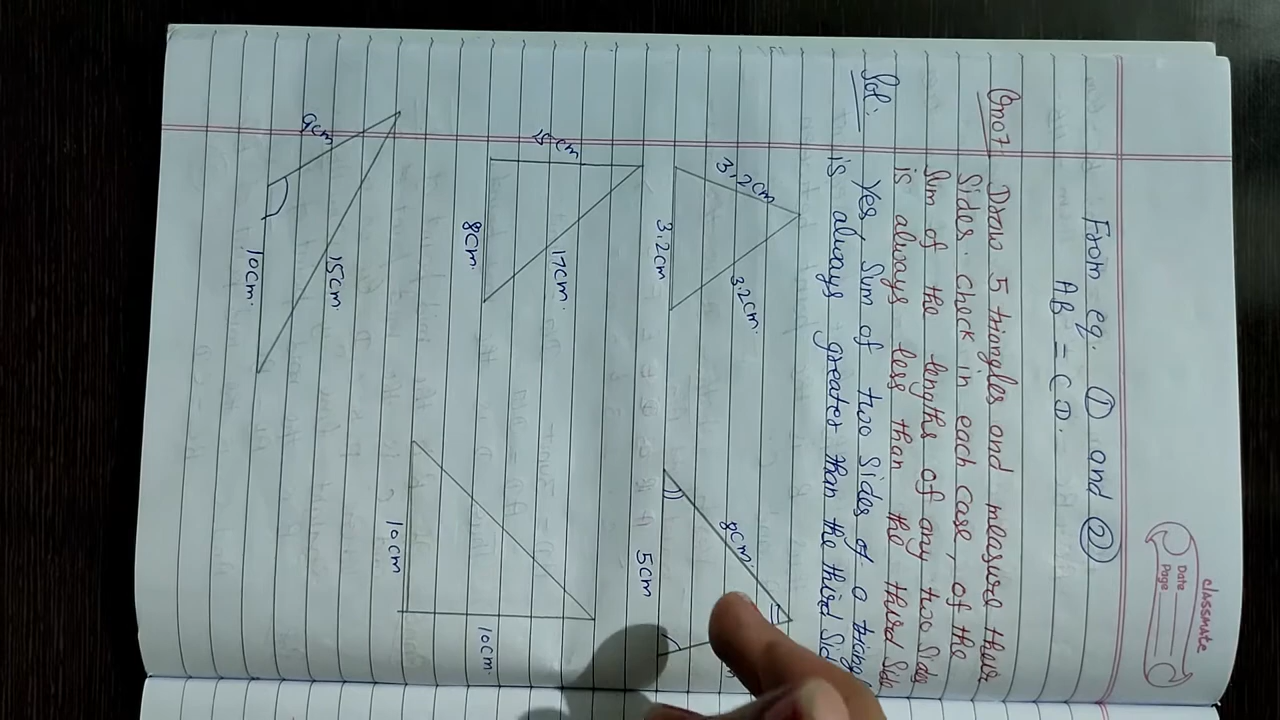 classmate
Date
Page
From eq. ① and ②
AB = CD.
Qno7 Draw 5 triangles and measure their
sides. Check in each case, of the
sum of the lengths of any two sides
is always less than the third side
Sol. Yes, Sum of two sides of a
is always greater than the third
3.2cm
3.2cm.
3.2cm
8cm
5cm
15cm
17cm.
8cm.
10cm
10cm.
9cm
15cm.
10cm.